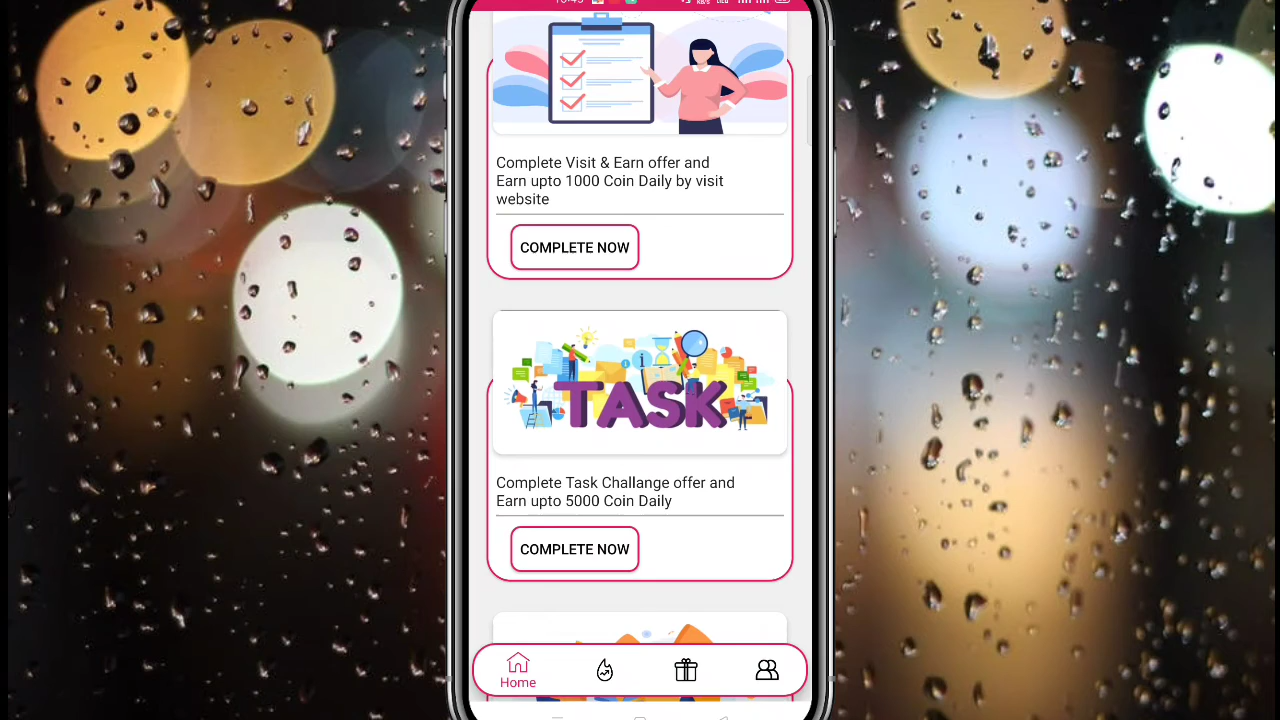 Complete Visit & Earn offer and
Earn upto 1000 Coin Daily by visit
website
COMPLETE NOW
TASK
Complete Task Challange offer and
Earn upto 5000 Coin Daily
COMPLETE NOW
Home